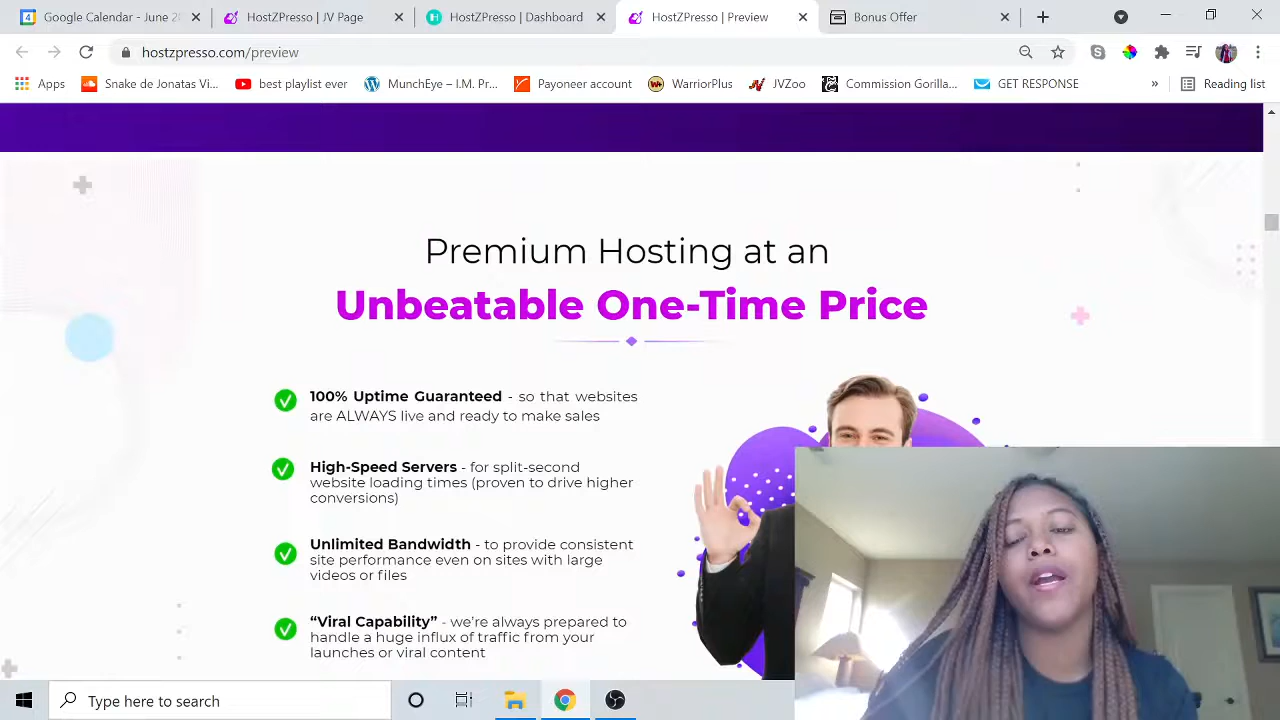 Google Calendar - June 2
HostZPresso | JV Page
HostZPresso | Dashboard
HostZPresso | Preview
Bonus Offer
hostzpresso.com/preview
Apps
Snake de Jonatas Vi...
best playlist ever
MunchEye – I.M. Pr...
Payoneer account
WarriorPlus
JVZoo
Commission Gorilla...
GET RESPONSE
»
Reading list
Premium Hosting at an
Unbeatable One-Time Price
100% Uptime Guaranteed - so that websites
are ALWAYS live and ready to make sales
High-Speed Servers - for split-second
website loading times (proven to drive higher
conversions)
Unlimited Bandwidth - to provide consistent
site performance even on sites with large
videos or files
“Viral Capability” - we’re always prepared to
handle a huge influx of traffic from your
launches or viral content
Type here to search